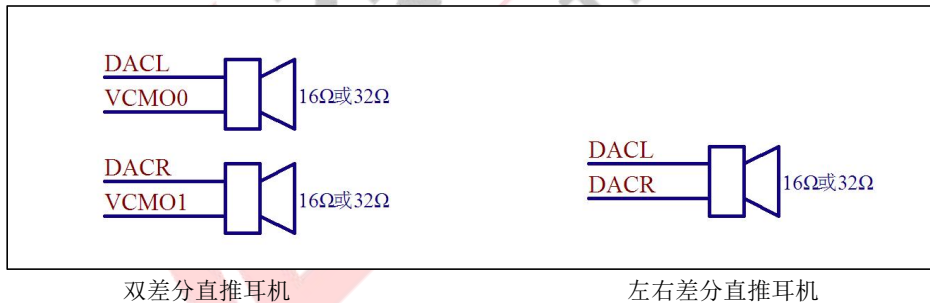 DACL
VCMO0
16Ω或32Ω
DACR
VCMO1
16Ω或32Ω
DACL
DACR
16Ω或32Ω
双差分直推耳机
左右差分直推耳机